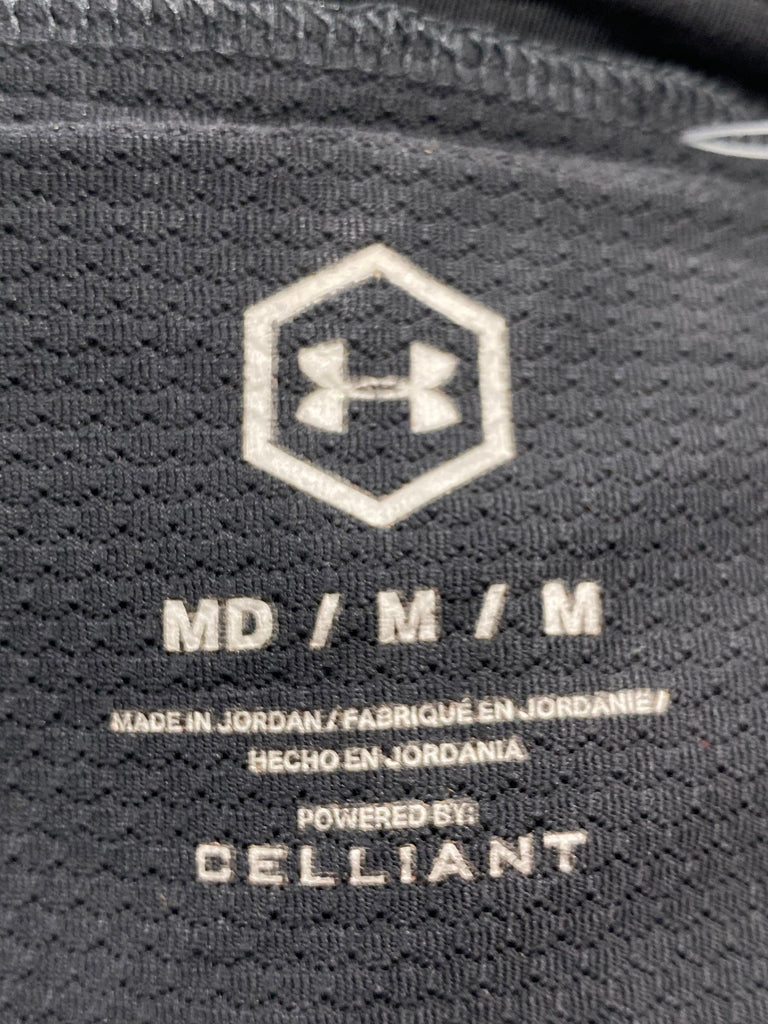 MD / M / M
MADE IN JORDAN / FABRIQUÉ EN JORDANIE /
HECHO EN JORDANIA
POWERED BY:
CELLIANT